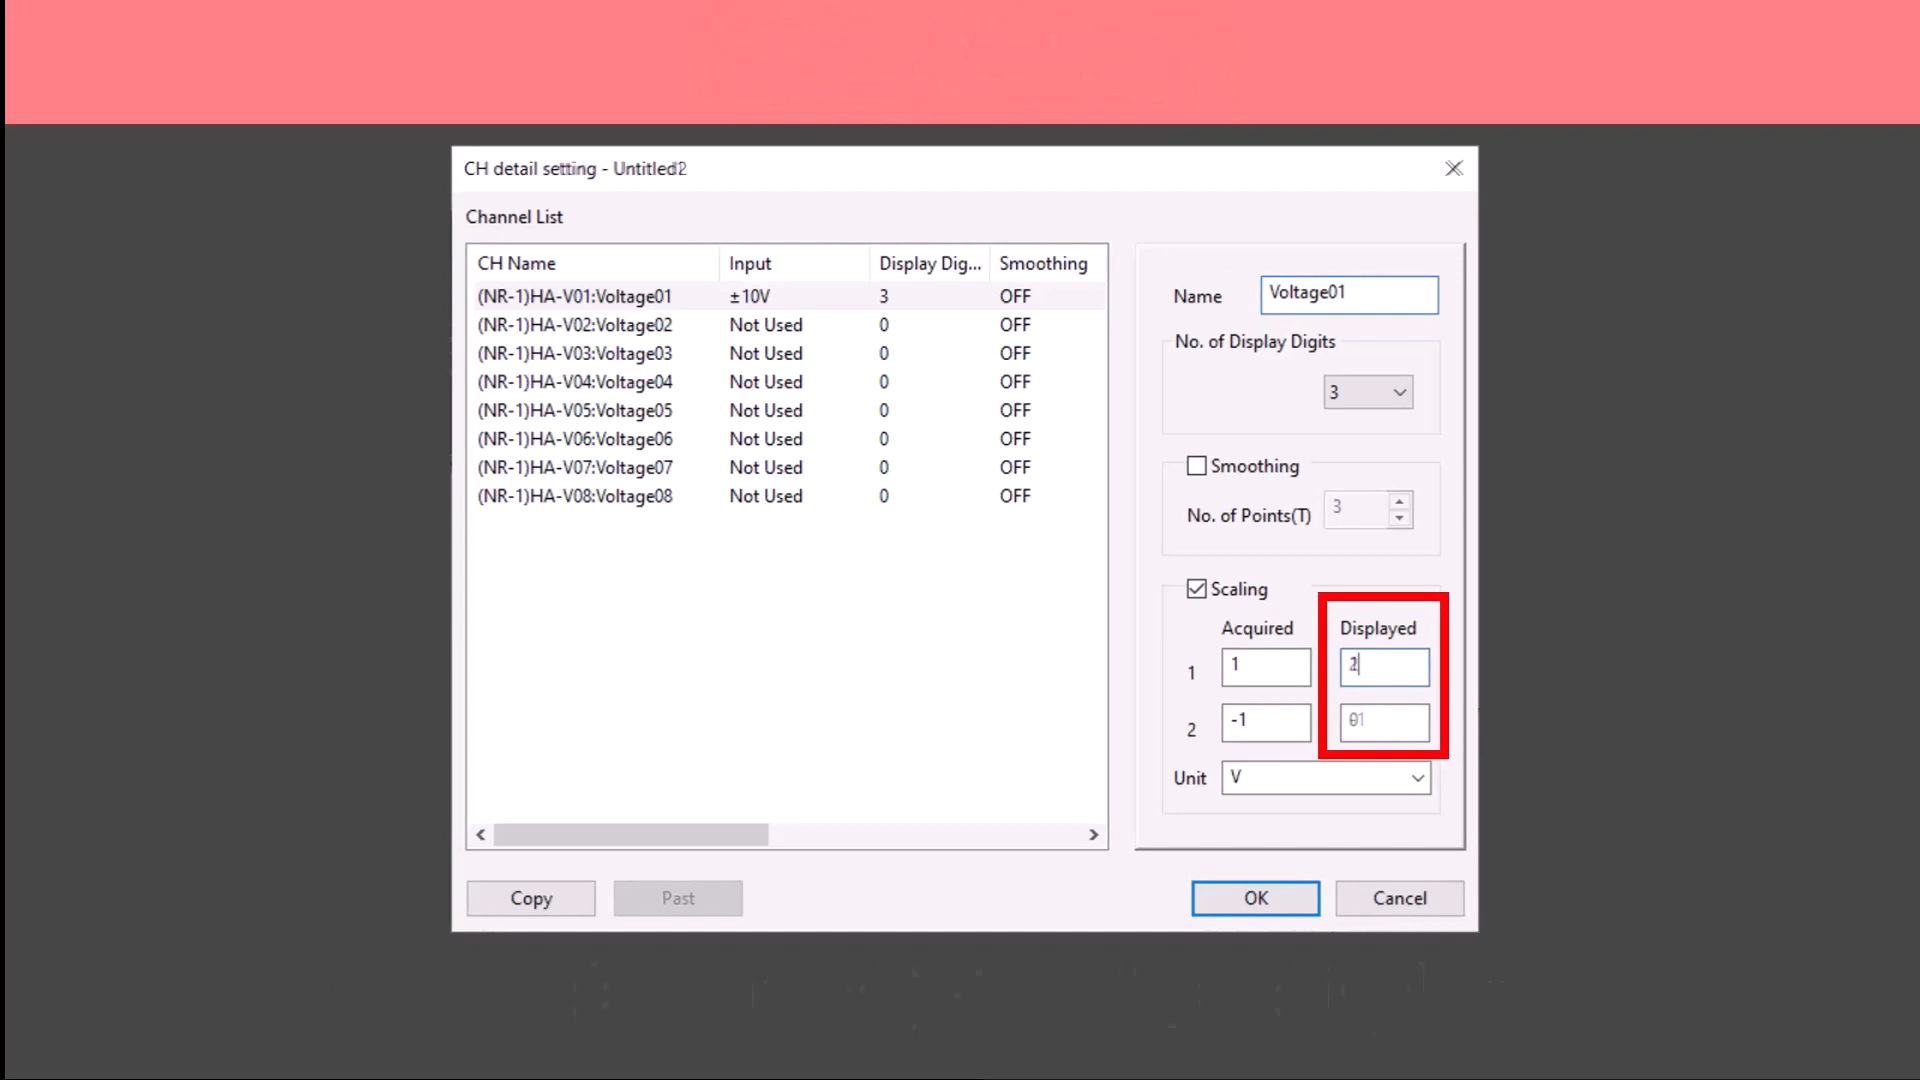 CH detail setting - Untitled2
Channel List
CH Name Input Display Dig... Smoothing
(NR-1)HA-V01:Voltage01 ±10V 3 OFF
(NR-1)HA-V02:Voltage02 Not Used 0 OFF
(NR-1)HA-V03:Voltage03 Not Used 0 OFF
(NR-1)HA-V04:Voltage04 Not Used 0 OFF
(NR-1)HA-V05:Voltage05 Not Used 0 OFF
(NR-1)HA-V06:Voltage06 Not Used 0 OFF
(NR-1)HA-V07:Voltage07 Not Used 0 OFF
(NR-1)HA-V08:Voltage08 Not Used 0 OFF
Name Voltage01
No. of Display Digits
3
Smoothing
No. of Points(T) 3
Scaling
Acquired Displayed
1 1
2 -1
Unit V
Copy Past OK Cancel